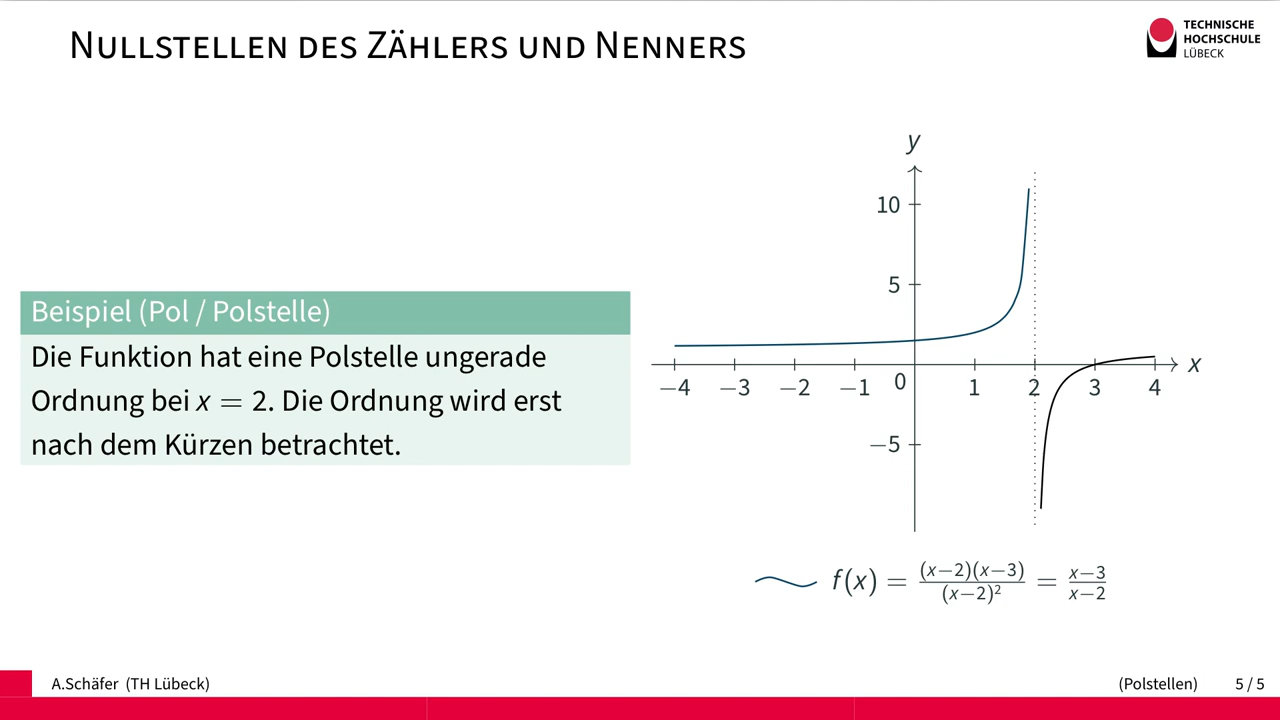 Nullstellen des Zählers und Nenners
TECHNISCHE
HOCHSCHULE
LÜBECK
Beispiel (Pol / Polstelle)
Die Funktion hat eine Polstelle ungerade
Ordnung bei x = 2. Die Ordnung wird erst
nach dem Kürzen betrachtet.
y
10
5
−4 −3 −2 −1 0 1 2 3 4 x
−5
f(x) = (x−2)(x−3)/(x−2)² = x−3/x−2
A.Schäfer (TH Lübeck) (Polstellen) 5 / 5